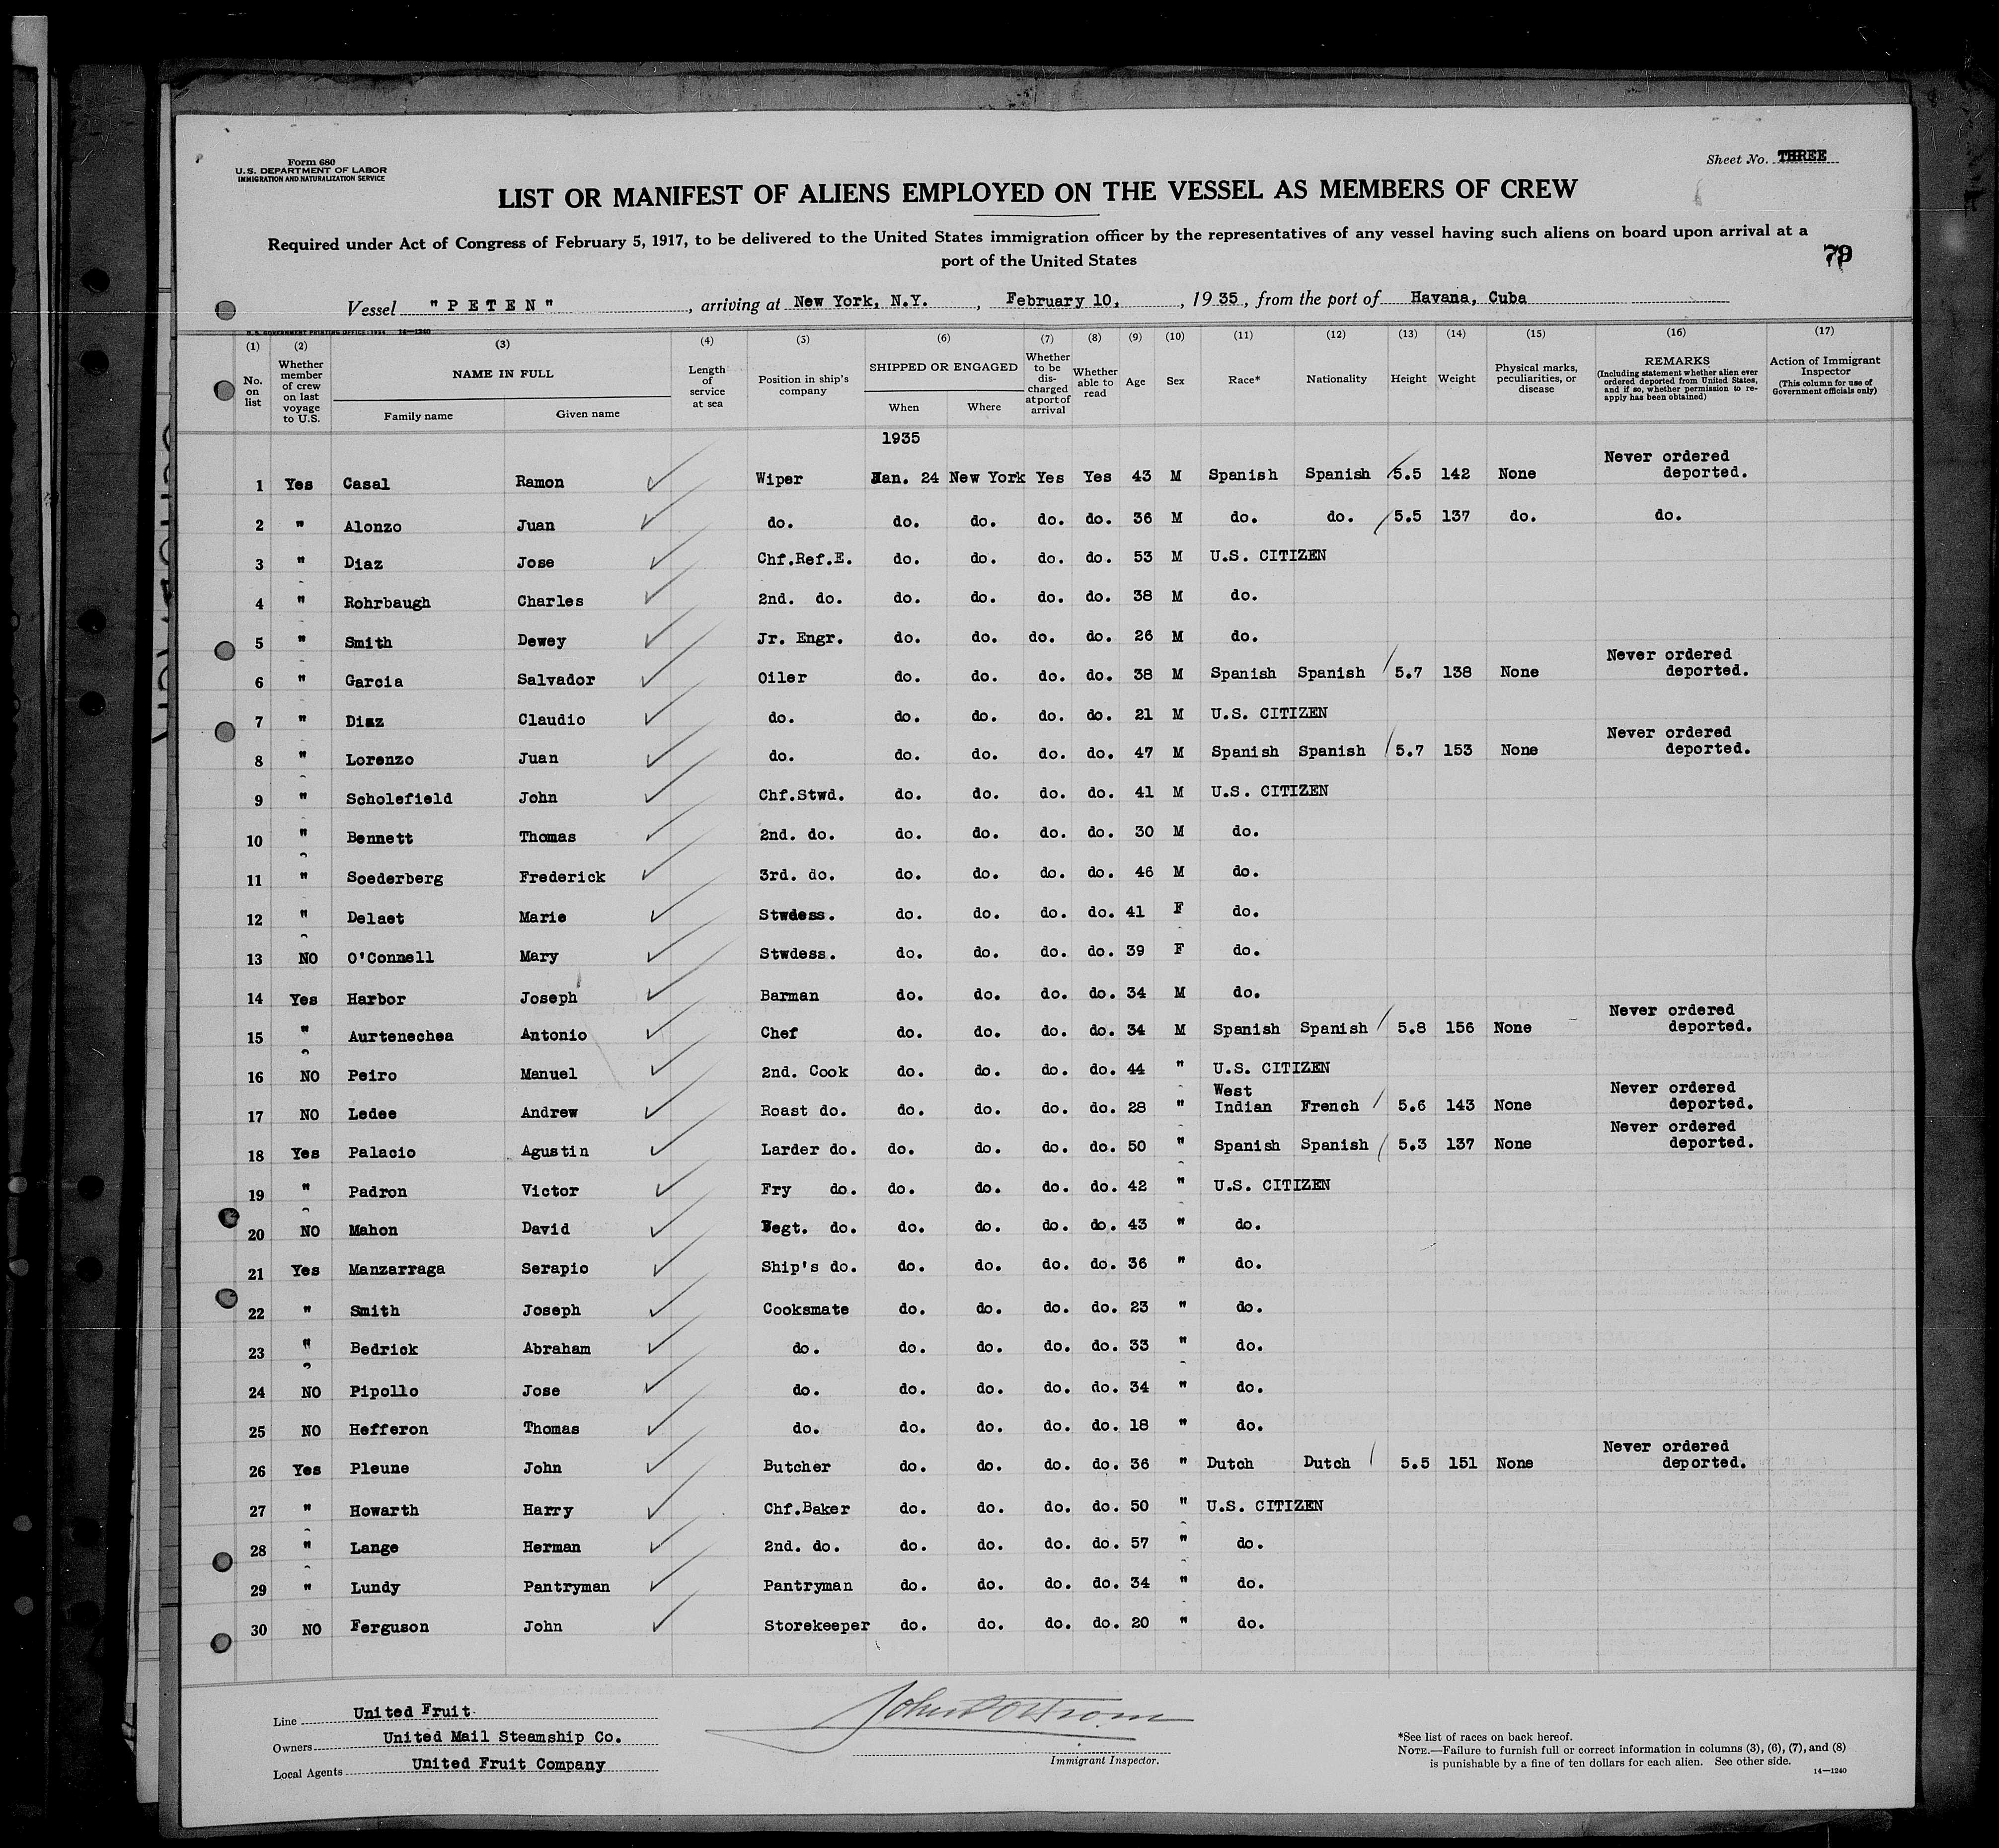 Form 680
U.S. DEPARTMENT OF LABOR
IMMIGRATION AND NATURALIZATION SERVICE
Sheet No. THREE
LIST OR MANIFEST OF ALIENS EMPLOYED ON THE VESSEL AS MEMBERS OF CREW
Required under Act of Congress of February 5, 1917, to be delivered to the United States immigration officer by the representatives of any vessel having such aliens on board upon arrival at a
port of the United States
79
Vessel "PETEN", arriving at New York, N.Y., February 10, , 1935, from the port of Havana, Cuba
(1) (2) (3) (4) (5) (6) (7) (8) (9) (10) (11) (12) (13) (14) (15) (16) (17)
No. on list | Whether member of crew on last voyage to U.S. | NAME IN FULL Family name Given name | Length of service at sea | Position in ship's company | SHIPPED OR ENGAGED When Where | Whether to be discharged at port of arrival | Whether able to read | Age | Sex | Race* | Nationality | Height | Weight | Physical marks, peculiarities, or disease | REMARKS (Including statement whether alien ever ordered deported from United States, and if so, whether permission to re-apply has been obtained) | Action of Immigrant Inspector (This column for use of Government officials only)
1935
1 Yes Casal Ramon Wiper Jan. 24 New York Yes Yes 43 M Spanish Spanish 5.5 142 None Never ordered deported.
2 " Alonzo Juan do. do. do. do. do. 36 M do. do. 5.5 137 do. do.
3 " Diaz Jose Chf.Ref.E. do. do. do. do. 53 M U.S. CITIZEN
4 " Rohrbaugh Charles 2nd. do. do. do. do. do. 38 M do.
5 " Smith Dewey Jr. Engr. do. do. do. do. 26 M do.
6 " Garcia Salvador Oiler do. do. do. do. 38 M Spanish Spanish 5.7 138 None Never ordered deported.
7 " Diaz Claudio do. do. do. do. do. 21 M U.S. CITIZEN
8 " Lorenzo Juan do. do. do. do. do. 47 M Spanish Spanish 5.7 153 None Never ordered deported.
9 " Scholefield John Chf.Stwd. do. do. do. do. 41 M U.S. CITIZEN
10 " Bennett Thomas 2nd. do. do. do. do. do. 30 M do.
11 " Soederberg Frederick 3rd. do. do. do. do. do. 46 M do.
12 " Delaet Marie Stwdess. do. do. do. do. 41 F do.
13 NO O'Connell Mary Stwdess. do. do. do. do. 39 F do.
14 Yes Harbor Joseph Barman do. do. do. do. 34 M do.
15 " Aurtenechea Antonio Chef do. do. do. do. 34 M Spanish Spanish 5.8 156 None Never ordered deported.
16 NO Peiro Manuel 2nd. Cook do. do. do. do. 44 " U.S. CITIZEN
17 NO Ledee Andrew Roast do. do. do. do. do. 28 " West Indian French 5.6 143 None Never ordered deported.
18 Yes Palacio Agustin Larder do. do. do. do. do. 50 " Spanish Spanish 5.3 137 None Never ordered deported.
19 " Padron Victor Fry do. do. do. do. do. 42 " U.S. CITIZEN
20 NO Mahon David Vegt. do. do. do. do. do. 43 " do.
21 Yes Manzarraga Serapio Ship's do. do. do. do. do. 36 " do.
22 " Smith Joseph Cooksmate do. do. do. do. 23 " do.
23 " Bedrick Abraham do. do. do. do. do. 33 " do.
24 NO Pipollo Jose do. do. do. do. do. 34 " do.
25 NO Hefferon Thomas do. do. do. do. do. 18 " do.
26 Yes Pleune John Butcher do. do. do. do. 36 " Dutch Dutch 5.5 151 None Never ordered deported.
27 " Howarth Harry Chf.Baker do. do. do. do. 50 " U.S. CITIZEN
28 " Lange Herman 2nd. do. do. do. do. do. 57 " do.
29 " Lundy Pantryman Pantryman do. do. do. do. 34 " do.
30 NO Ferguson John Storekeeper do. do. do. do. 20 " do.
Line United Fruit
Owners United Mail Steamship Co.
Local Agents United Fruit Company
Immigrant Inspector.
*See list of races on back hereof.
NOTE.—Failure to furnish full or correct information in columns (3), (6), (7), and (8)
is punishable by a fine of ten dollars for each alien. See other side.
14—1240